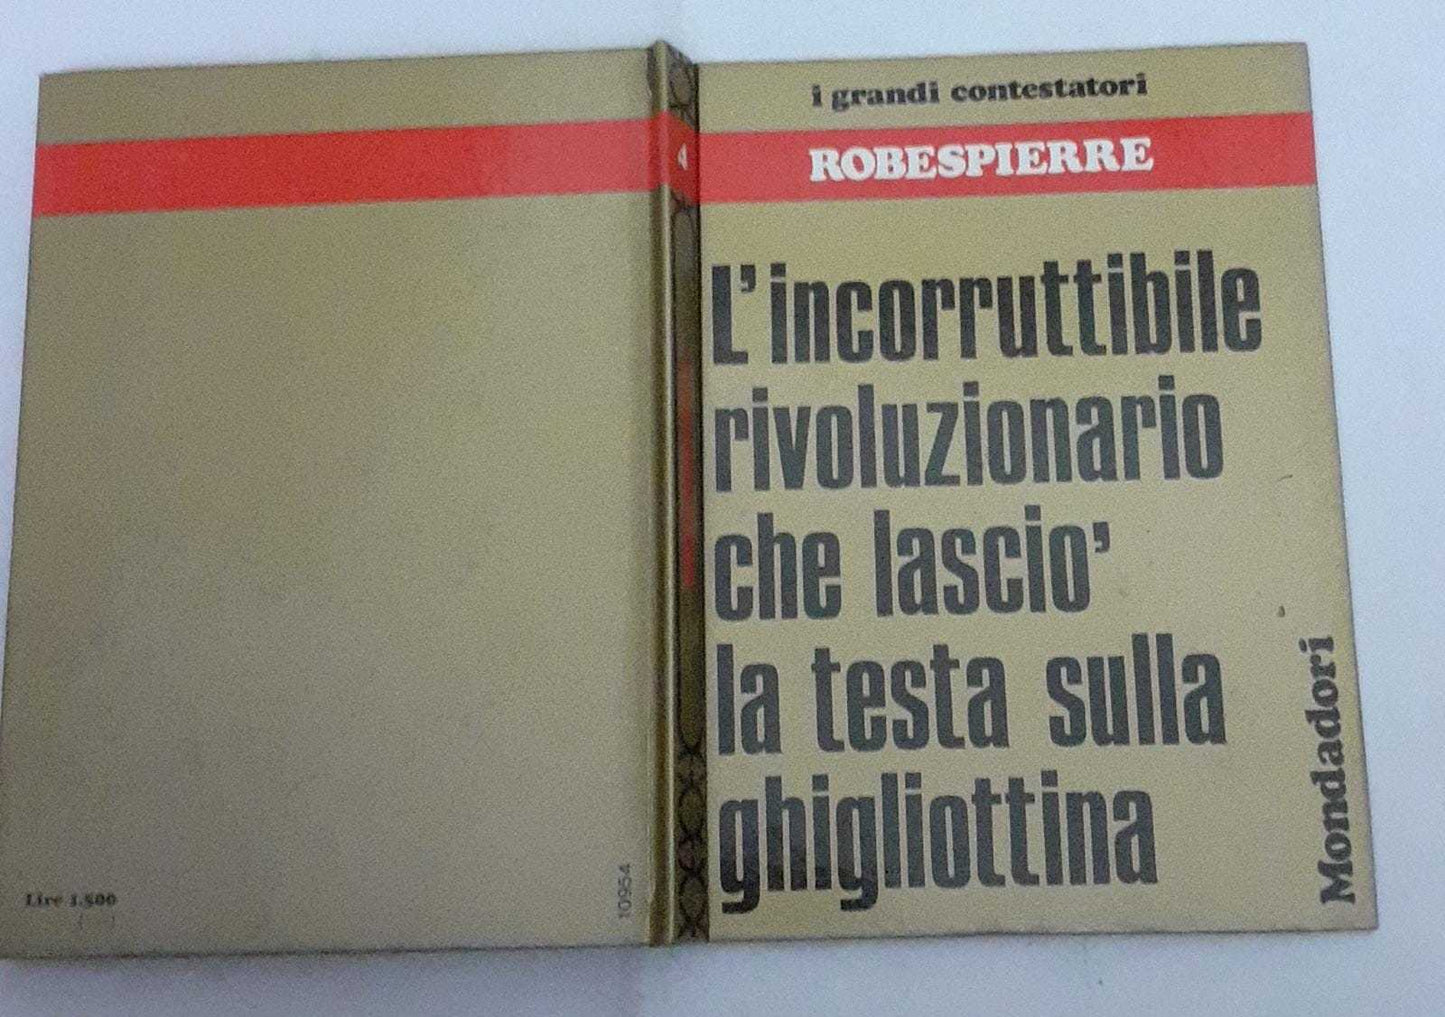 i grandi contestatori
ROBESPIERRE
L'incorruttibile
rivoluzionario
che lascio'
la testa sulla
ghigliottina
Mondadori
4
Lire 1.500
10954